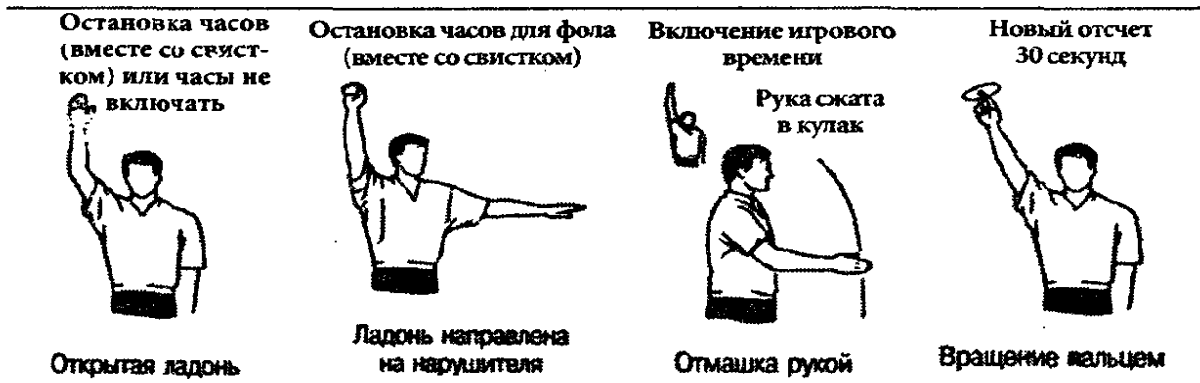 Остановка часов
(вместе со свист-
ком) или часы не
включать
Остановка часов для фола
(вместе со свистком)
Включение игрового
времени
Рука сжата
в кулак
Новый отсчет
30 секунд
Открытая ладонь
Ладонь направлена
на нарушителя
Отмашка рукой
Вращение пальцем